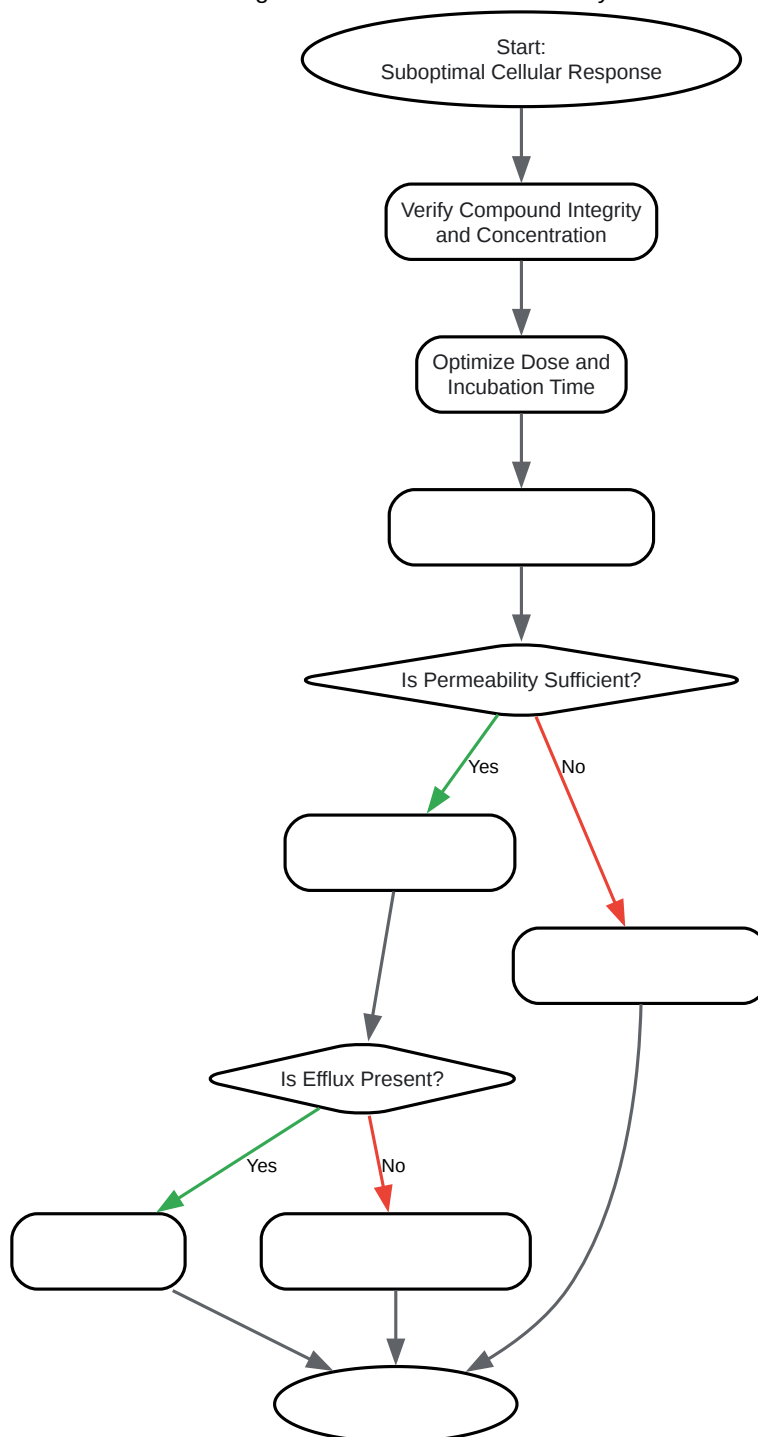 Start:
Suboptimal Cellular Response
Verify Compound Integrity
and Concentration
Optimize Dose and
Incubation Time
Is Permeability Sufficient?
Yes
No
Is Efflux Present?
Yes
No